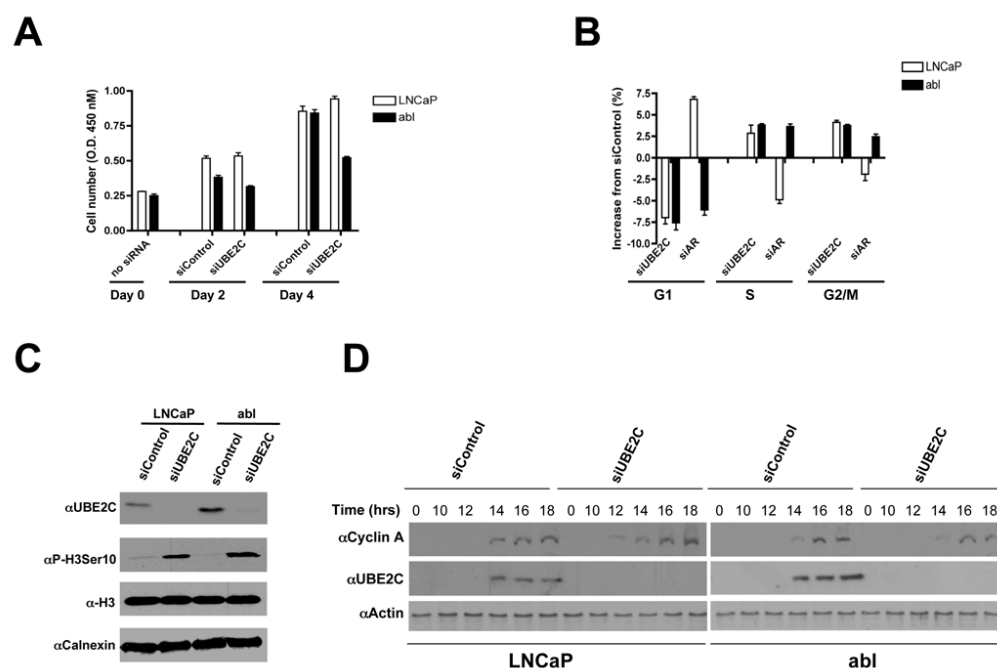 A
Cell number (O.D. 450 nM)
1.00
0.75
0.50
0.25
0.00
LNCaP
abl
no siRNA
siControl
siUBE2C
siControl
siUBE2C
Day 0
Day 2
Day 4
B
Increase from siControl (%)
7.5
5.0
2.5
0.0
-2.5
-5.0
-7.5
-10.0
LNCaP
abl
siUBE2C
siAR
siUBE2C
siAR
siUBE2C
siAR
G1
S
G2/M
C
LNCaP
abl
siControl
siUBE2C
siControl
siUBE2C
αUBE2C
αP-H3Ser10
α-H3
αCalnexin
D
siControl
siUBE2C
siControl
siUBE2C
Time (hrs) 0 10 12 14 16 18 0 10 12 14 16 18 0 10 12 14 16 18 0 10 12 14 16 18
αCyclin A
αUBE2C
αActin
LNCaP
abl